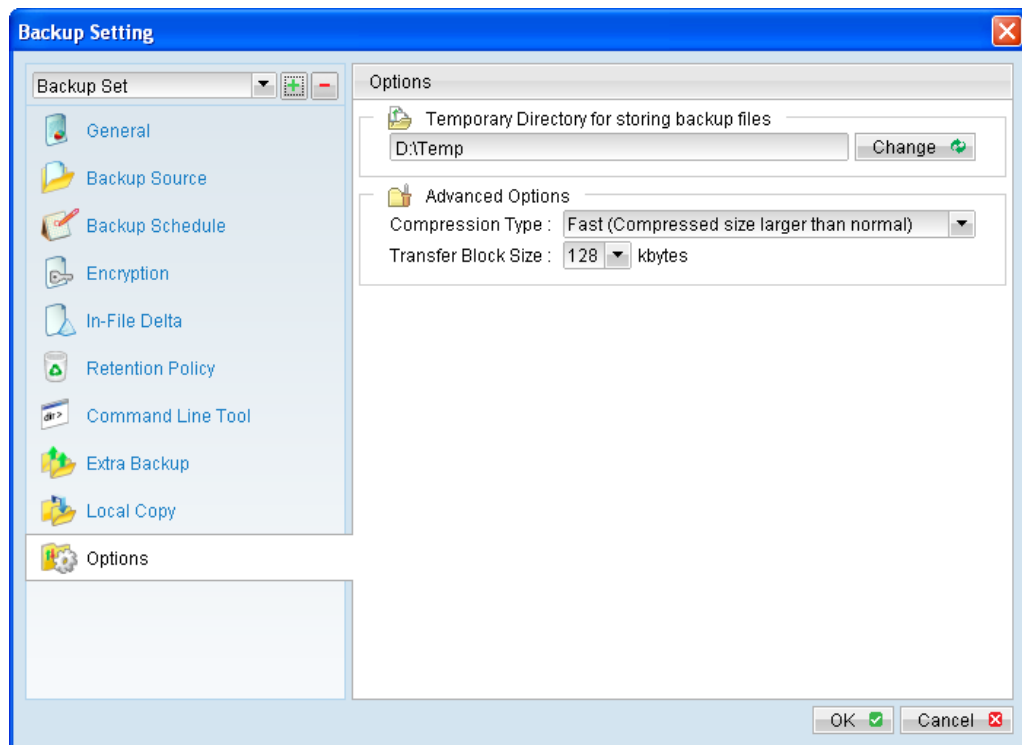 Backup Setting
Backup Set
General
Backup Source
Backup Schedule
Encryption
In-File Delta
Retention Policy
dir>
Command Line Tool
Extra Backup
Local Copy
Options
Options
Temporary Directory for storing backup files
D:\Temp
Change
Advanced Options
Compression Type : Fast (Compressed size larger than normal)
Transfer Block Size : 128 kbytes
OK
Cancel